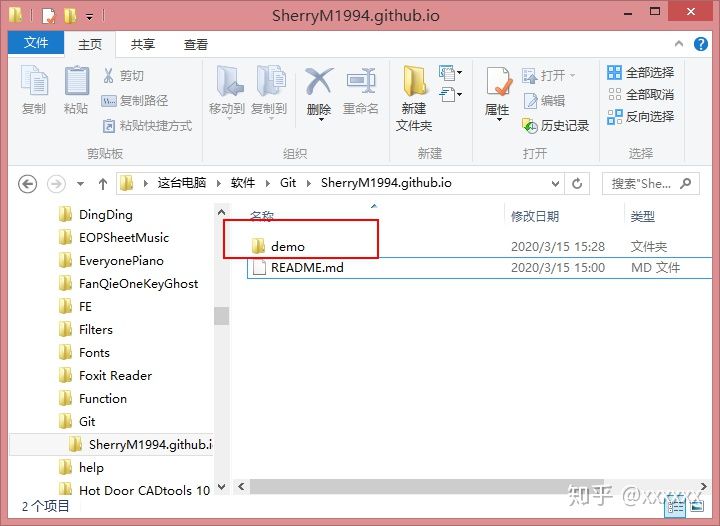 SherryM1994.github.io
文件 主页 共享 查看
复制 粘贴 剪切 复制路径 粘贴快捷方式
移动到 复制到 删除 重命名
新建文件夹
属性 打开 编辑 历史记录
全部选择 全部取消 反向选择
剪贴板 组织 新建 打开 选择
这台电脑 软件 Git SherryM1994.github.io 搜索"She...
名称 修改日期 类型
demo 2020/3/15 15:28 文件夹
README.md 2020/3/15 15:00 MD 文件
DingDing
EOPSheetMusic
EveryonePiano
FanQieOneKeyGhost
FE
Filters
Fonts
Foxit Reader
Function
Git
SherryM1994.github.i
help
Hot Door CADtools 10
2 个项目
知乎 @xxxxxx